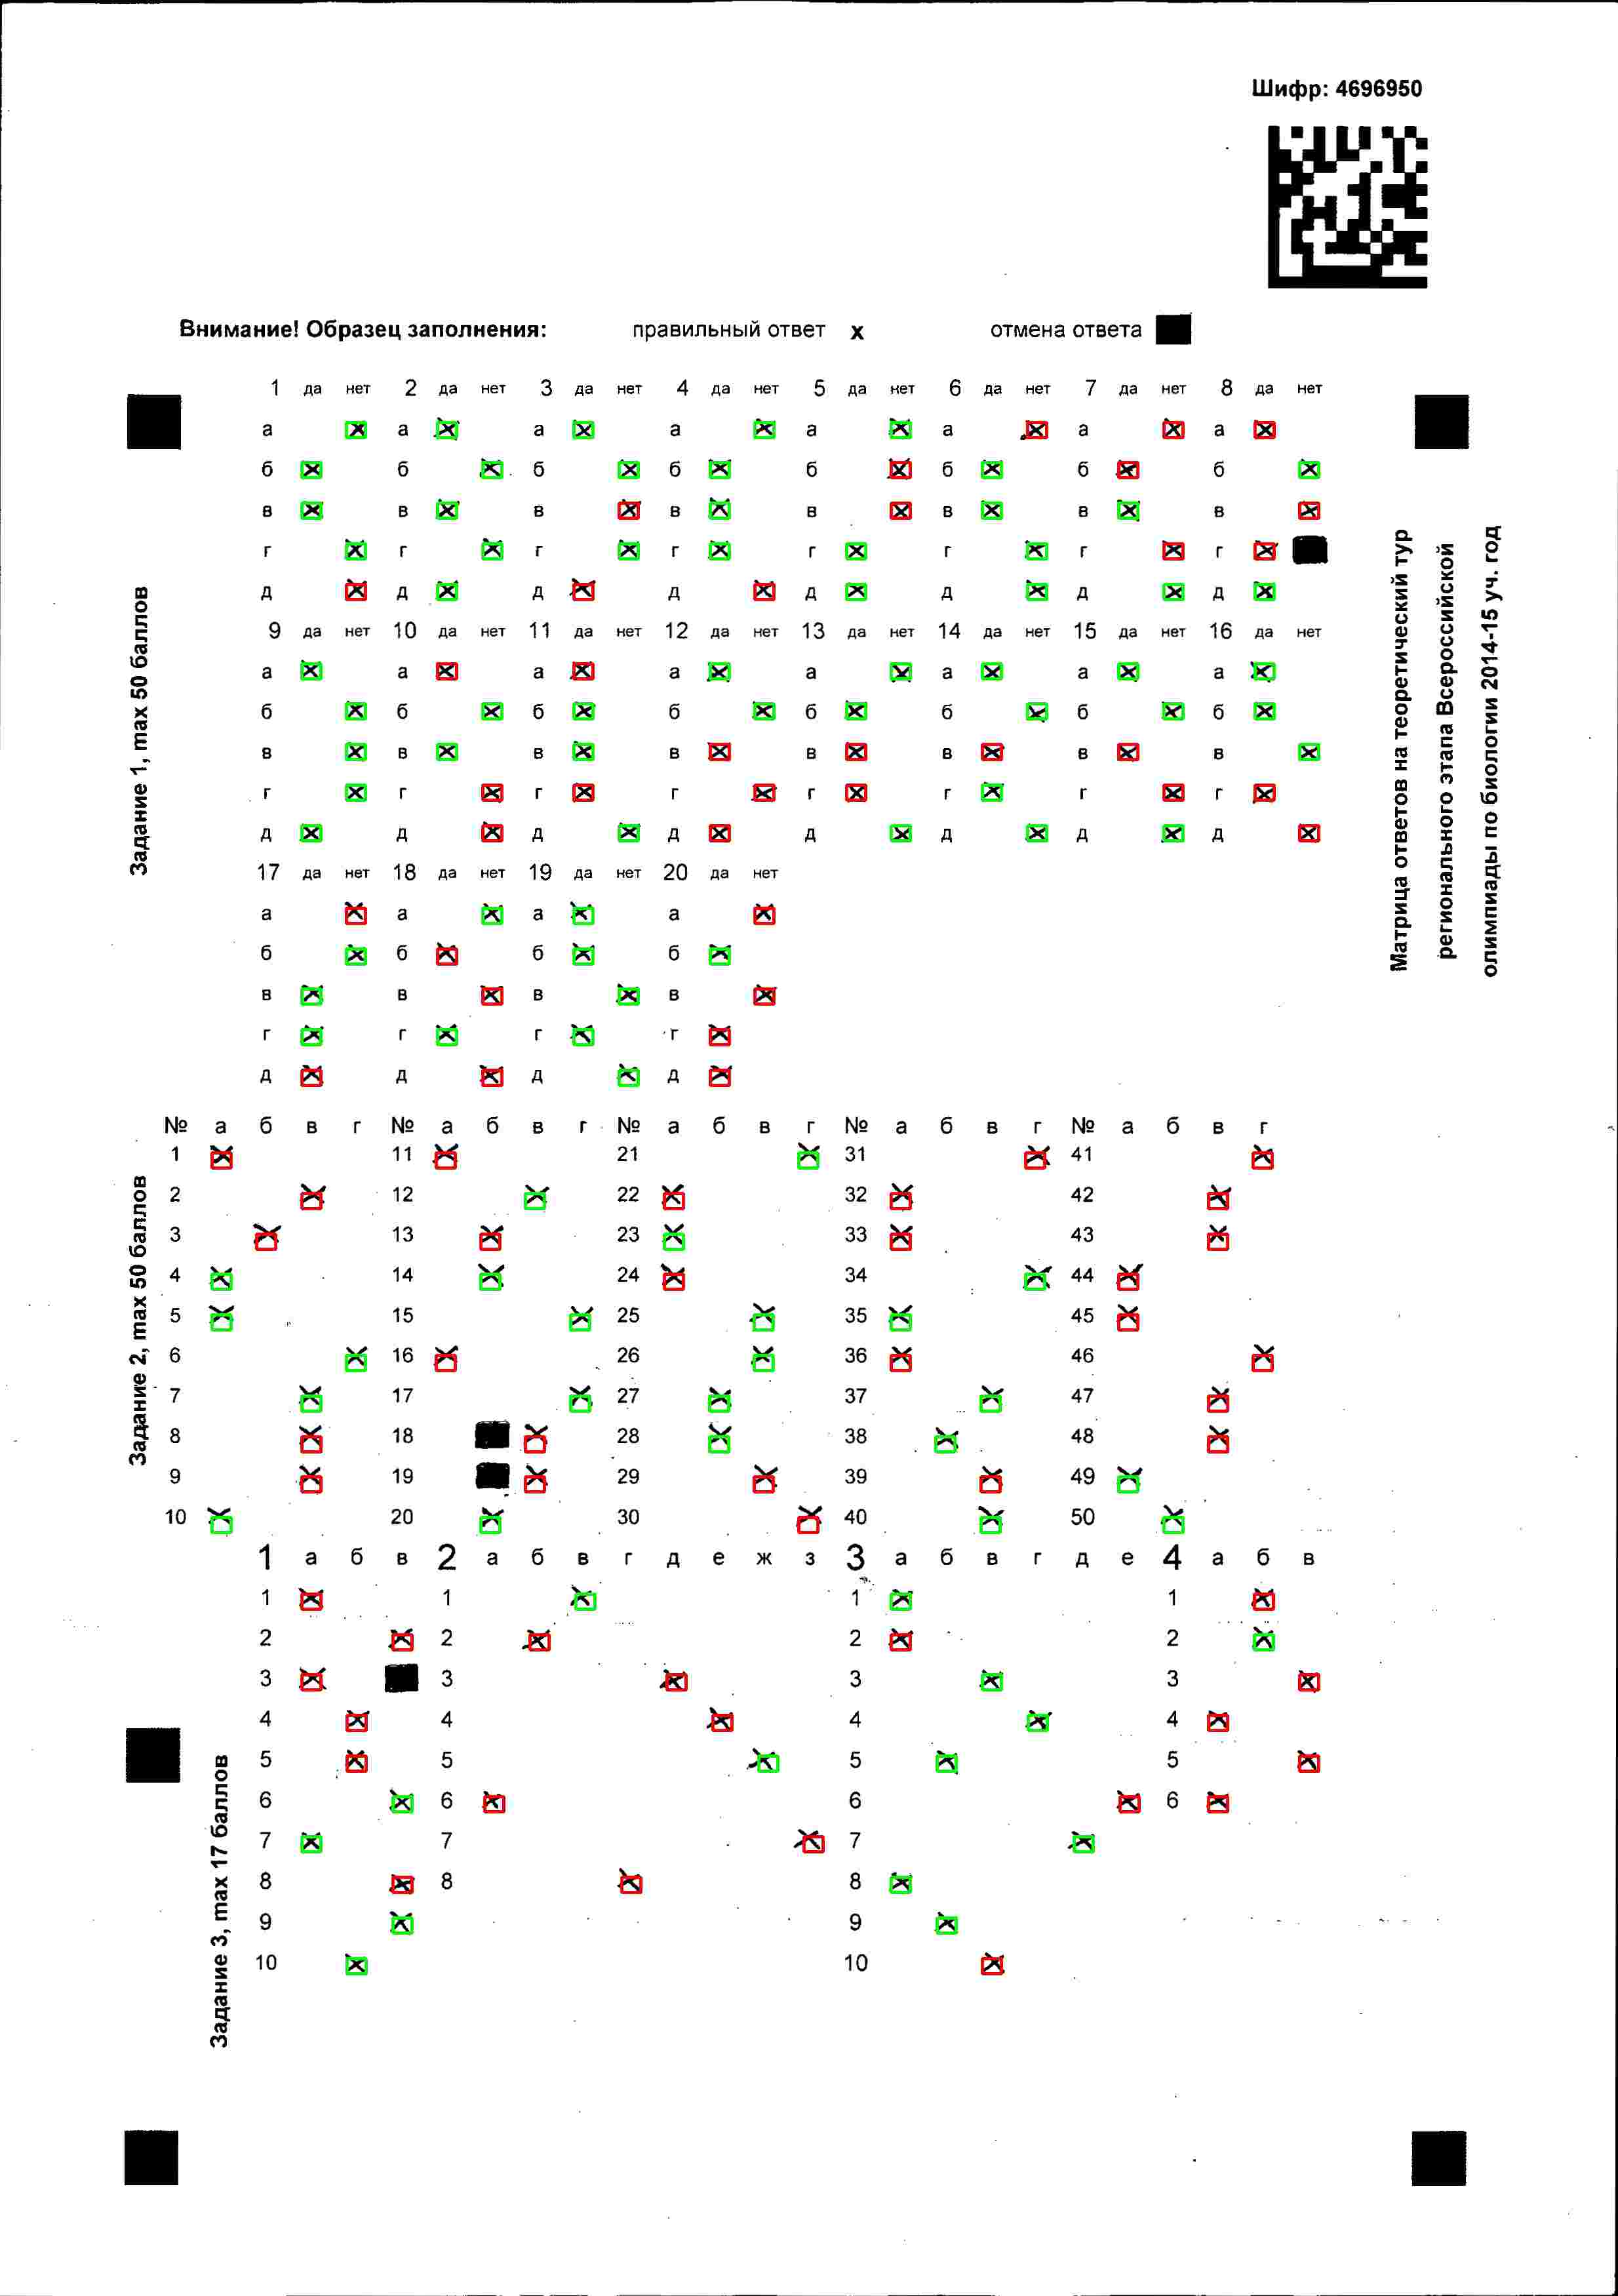 Шифр: 4696950
Внимание! Образец заполнения: правильный ответ х отмена ответа
1 да нет 2 да нет 3 да нет 4 да нет 5 да нет 6 да нет 7 да нет 8 да нет
а а а а а а а а
б б б б б б б б
в в в в в в в в
г г г г г г г г
д д д д д д д д
9 да нет 10 да нет 11 да нет 12 да нет 13 да нет 14 да нет 15 да нет 16 да нет
а а а а а а а а
б б б б б б б б
в в в в в в в в
г г г г г г г г
д д д д д д д д
17 да нет 18 да нет 19 да нет 20 да нет
а а а а
б б б б
в в в в
г г г г
д д д д
Задание 1, max 50 баллов
Матрица ответов на теоретический тур
регионального этапа Всероссийской
олимпиады по биологии 2014-15 уч. год
№ а б в г № а б в г № а б в г № а б в г № а б в г
1 11 21 31 41
2 12 22 32 42
3 13 23 33 43
4 14 24 34 44
5 15 25 35 45
6 16 26 36 46
7 17 27 37 47
8 18 28 38 48
9 19 29 39 49
10 20 30 40 50
Задание 2, max 50 баллов
1 а б в 2 а б в г д е ж з 3 а б в г д е 4 а б в
1 1 1 1
2 2 2 2
3 3 3 3
4 4 4 4
5 5 5 5
6 6 6 6
7 7 7
8 8 8
9 9
10 10
Задание 3, max 17 баллов